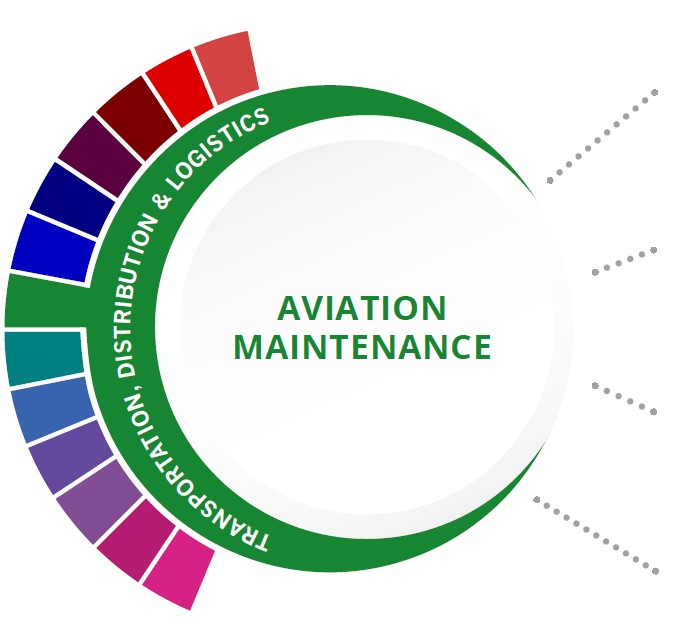 TRANSPORTATION, DISTRIBUTION & LOGISTICS
AVIATION
MAINTENANCE